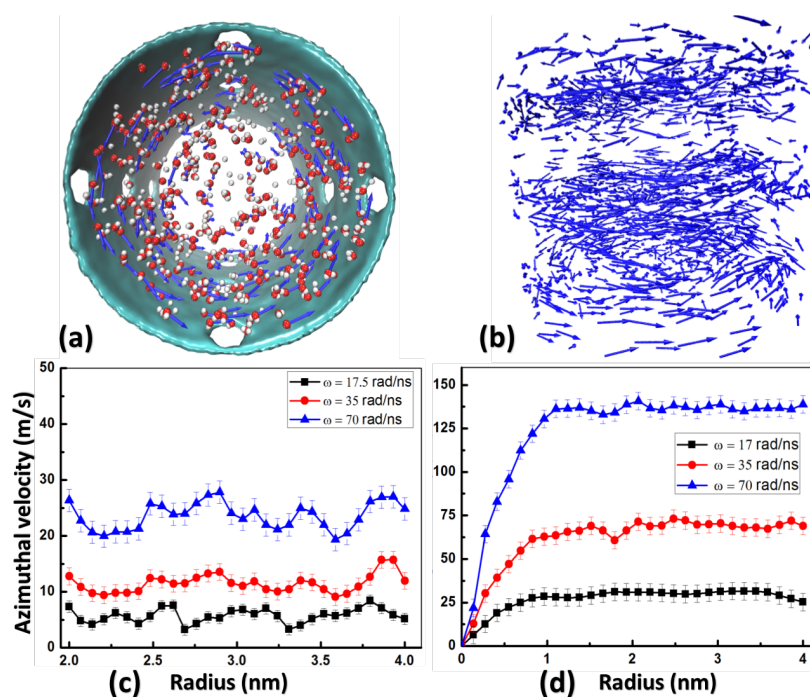 (a)
(b)
50
40
30
20
10
0
Azimuthal velocity (m/s)
ω = 17.5 rad/ns
ω = 35 rad/ns
ω = 70 rad/ns
2.0 2.5 3.0 3.5 4.0
(c) Radius (nm)
150
125
100
75
50
25
0
ω = 17 rad/ns
ω = 35 rad/ns
ω = 70 rad/ns
0 1 2 3 4
Radius (nm) (d)